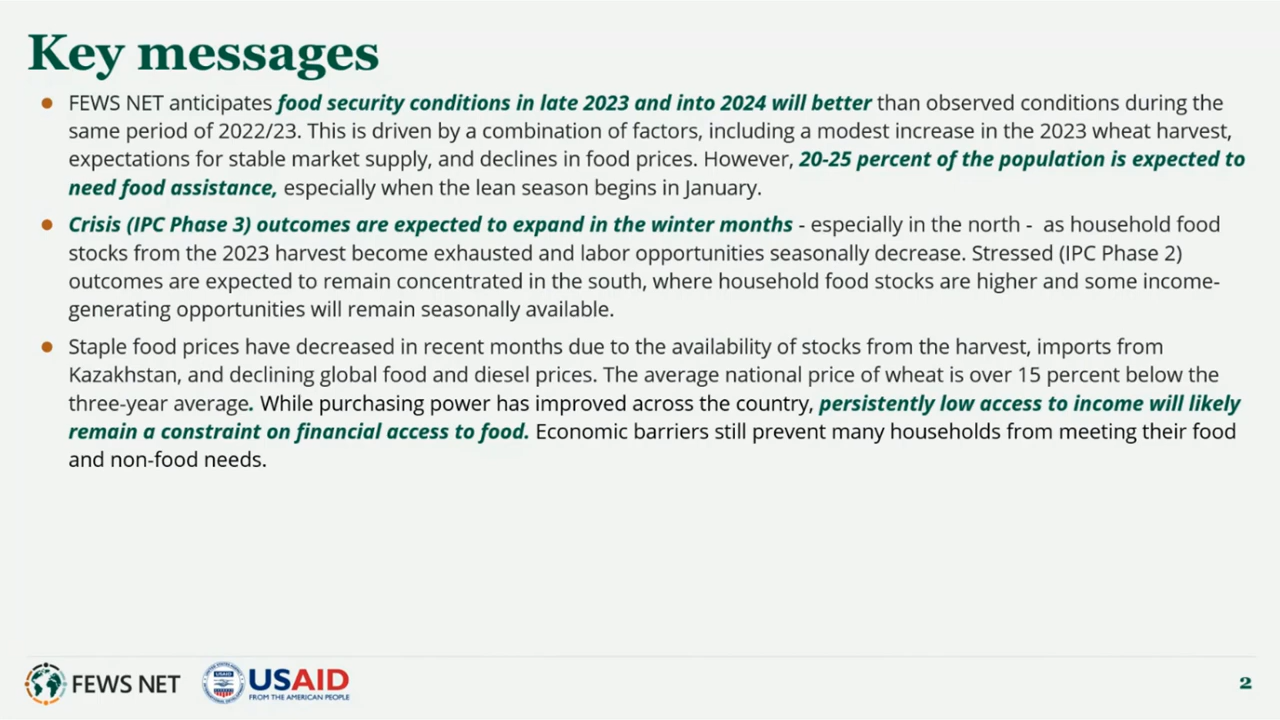 Key messages
FEWS NET anticipates food security conditions in late 2023 and into 2024 will better than observed conditions during the
same period of 2022/23. This is driven by a combination of factors, including a modest increase in the 2023 wheat harvest,
expectations for stable market supply, and declines in food prices. However, 20-25 percent of the population is expected to
need food assistance, especially when the lean season begins in January.
Crisis (IPC Phase 3) outcomes are expected to expand in the winter months - especially in the north - as household food
stocks from the 2023 harvest become exhausted and labor opportunities seasonally decrease. Stressed (IPC Phase 2)
outcomes are expected to remain concentrated in the south, where household food stocks are higher and some income-
generating opportunities will remain seasonally available.
Staple food prices have decreased in recent months due to the availability of stocks from the harvest, imports from
Kazakhstan, and declining global food and diesel prices. The average national price of wheat is over 15 percent below the
three-year average. While purchasing power has improved across the country, persistently low access to income will likely
remain a constraint on financial access to food. Economic barriers still prevent many households from meeting their food
and non-food needs.
FEWS NET
USAID
USAID
FROM THE AMERICAN PEOPLE
2